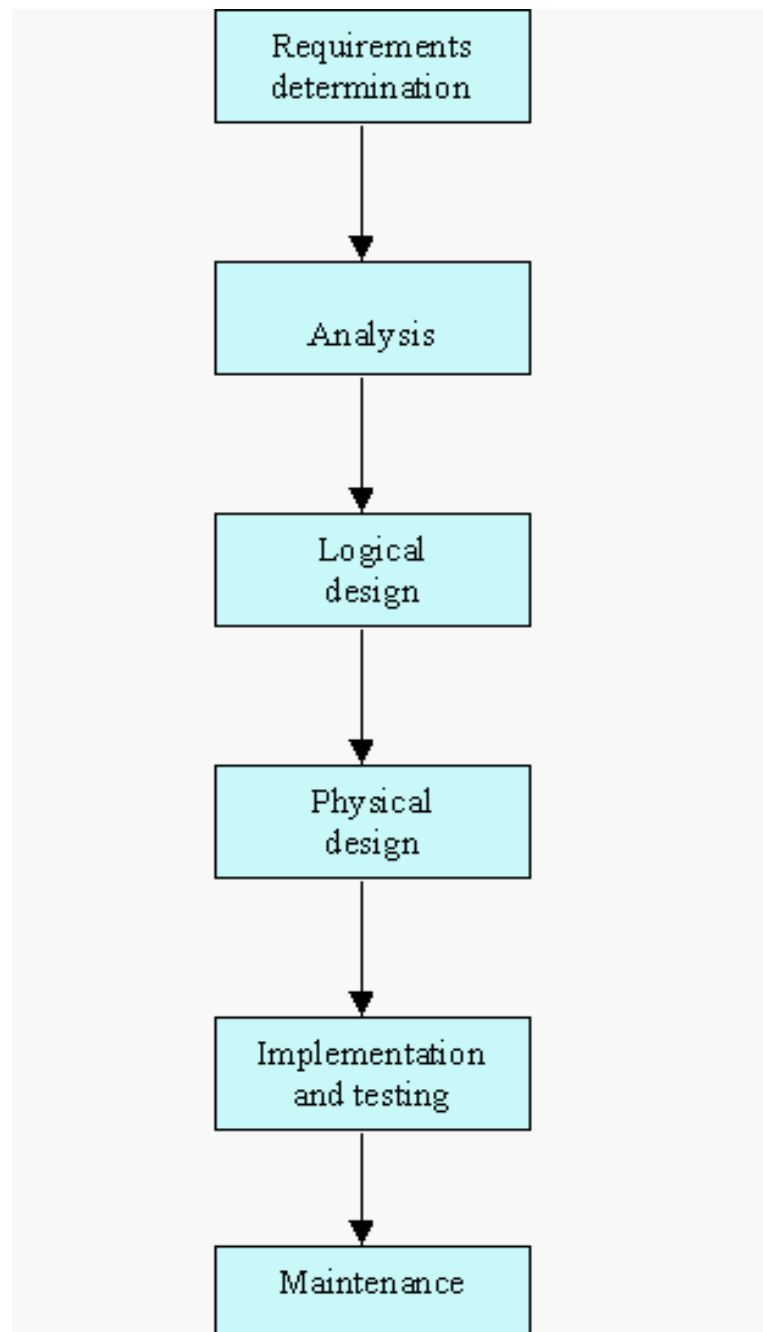 Requirements
determination
Analysis
Logical
design
Physical
design
Implementation
and testing
Maintenance